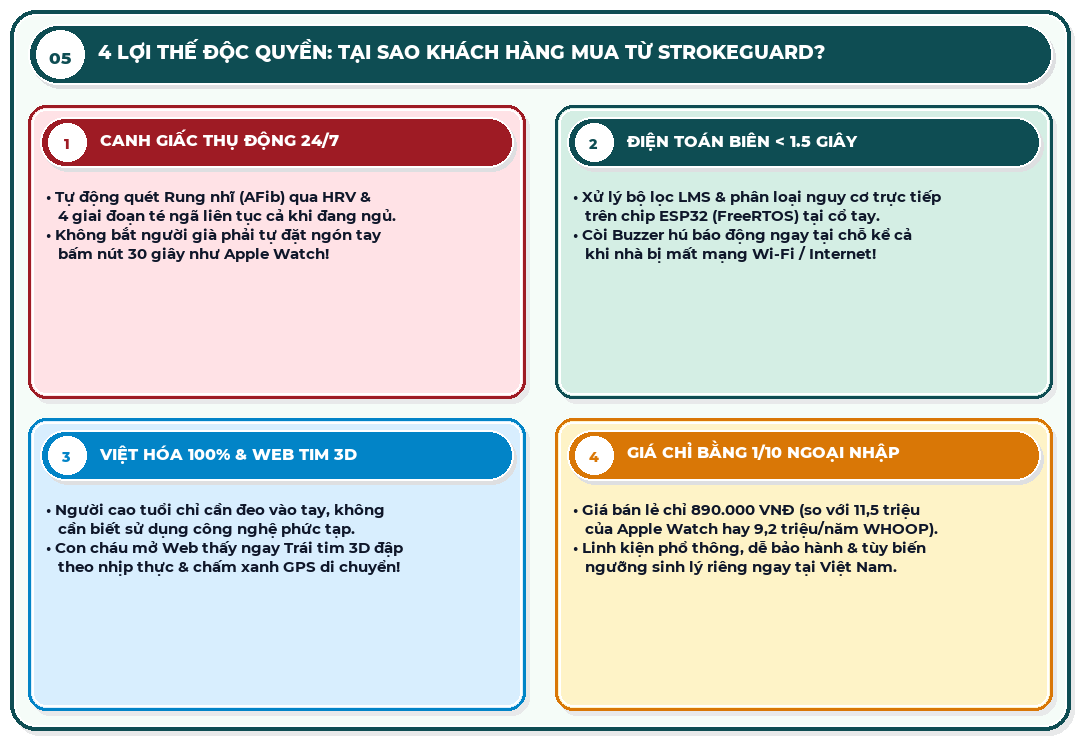 05
4 LỢI THẾ ĐỘC QUYỀN: TẠI SAO KHÁCH HÀNG MUA TỪ STROKEGUARD?
1
CANH GIẤC THỤ ĐỘNG 24/7
• Tự động quét Rung nhĩ (AFib) qua HRV &
4 giai đoạn té ngã liên tục cả khi đang ngủ.
• Không bắt người già phải tự đặt ngón tay
bấm nút 30 giây như Apple Watch!
2
ĐIỆN TOÁN BIÊN < 1.5 GIÂY
• Xử lý bộ lọc LMS & phân loại nguy cơ trực tiếp
trên chip ESP32 (FreeRTOS) tại cổ tay.
• Còi Buzzer hú báo động ngay tại chỗ kể cả
khi nhà bị mất mạng Wi-Fi / Internet!
3
VIỆT HÓA 100% & WEB TIM 3D
• Người cao tuổi chỉ cần đeo vào tay, không
cần biết sử dụng công nghệ phức tạp.
• Con cháu mở Web thấy ngay Trái tim 3D đập
theo nhịp thực & chấm xanh GPS di chuyển!
4
GIÁ CHỈ BẰNG 1/10 NGOẠI NHẬP
• Giá bán lẻ chỉ 890.000 VNĐ (so với 11,5 triệu
của Apple Watch hay 9,2 triệu/năm WHOOP).
• Linh kiện phổ thông, dễ bảo hành & tùy biến
ngưỡng sinh lý riêng ngay tại Việt Nam.